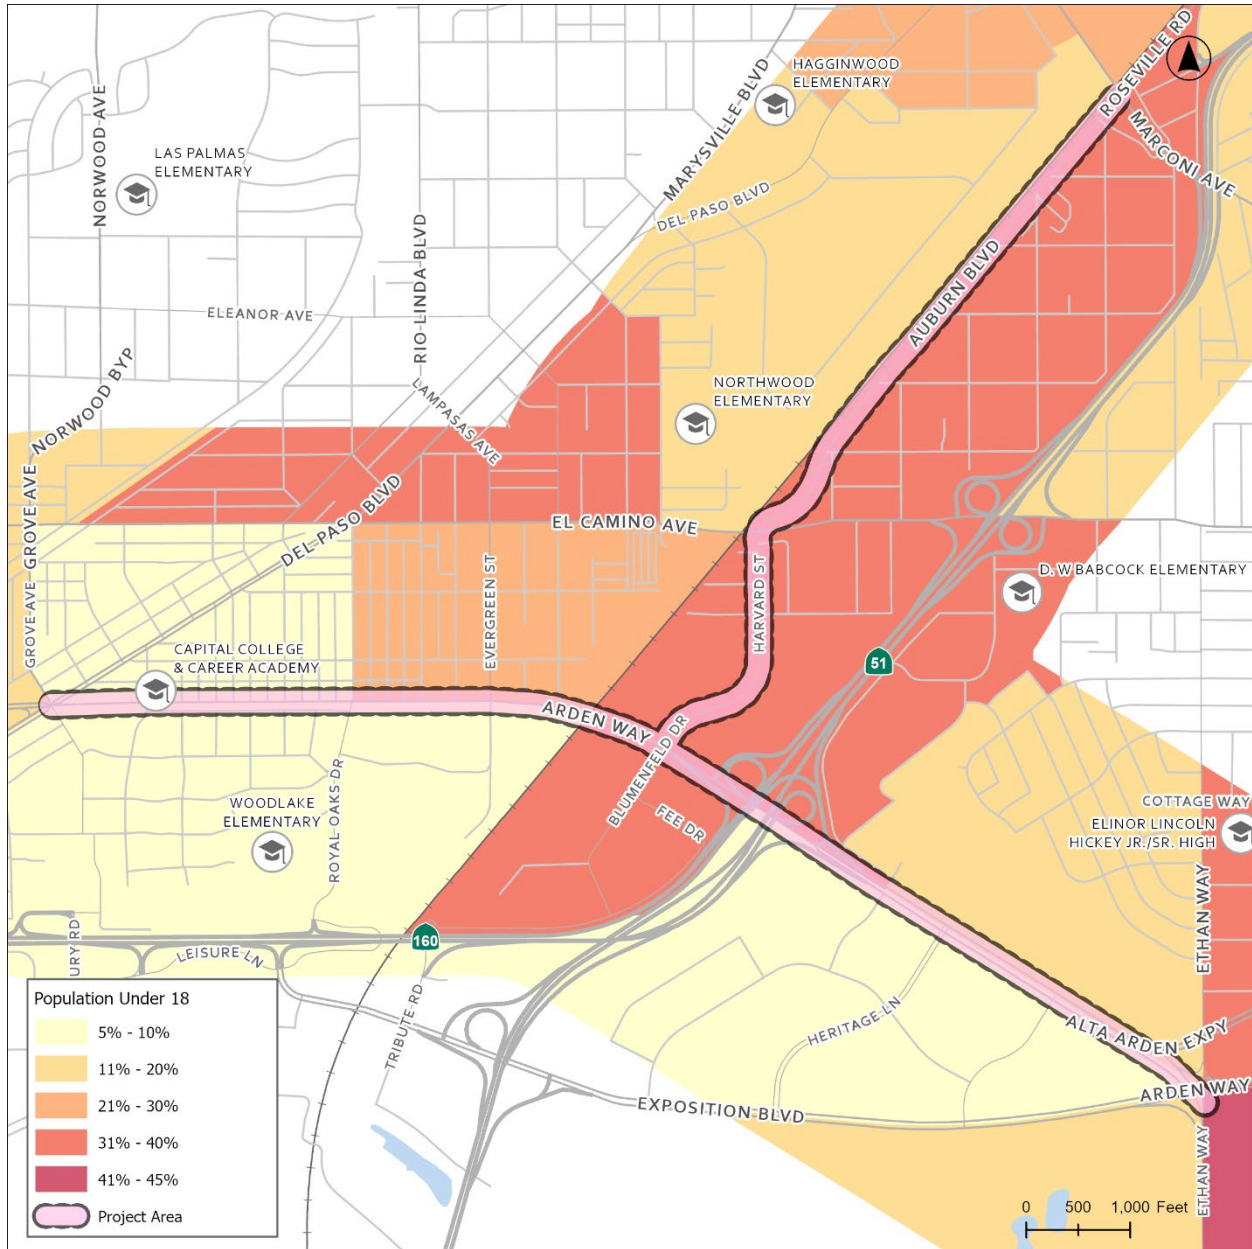 ROSEVILLE RD
HAGGINWOOD
ELEMENTARY
MARYSVILLE BLVD
NORWOOD AVE
MARCONI AVE
LAS PALMAS
ELEMENTARY
DEL PASO BLVD
RIO LINDA BLVD
AUBURN BLVD
ELEANOR AVE
NORWOOD BYP
LAMPASAS AVE
NORTHWOOD
ELEMENTARY
GROVE AVE
DEL PASO BLVD
EL CAMINO AVE
D. W BABCOCK ELEMENTARY
GROVE AVE
EVERGREEN ST
HARVARD ST
CAPITAL COLLEGE
& CAREER ACADEMY
51
ARDEN WAY
BLUMENFELD DR
ROYAL OAKS DR
WOODLAKE
ELEMENTARY
FEE DR
COTTAGE WAY
ELINOR LINCOLN
HICKEY JR./SR. HIGH
ETHAN WAY
160
URY RD
LEISURE LN
TRIBUTE RD
HERITAGE LN
ALTA ARDEN EXPY
ARDEN WAY
EXPOSITION BLVD
ETHAN WAY
Population Under 18
5% - 10%
11% - 20%
21% - 30%
31% - 40%
41% - 45%
Project Area
0 500 1,000 Feet